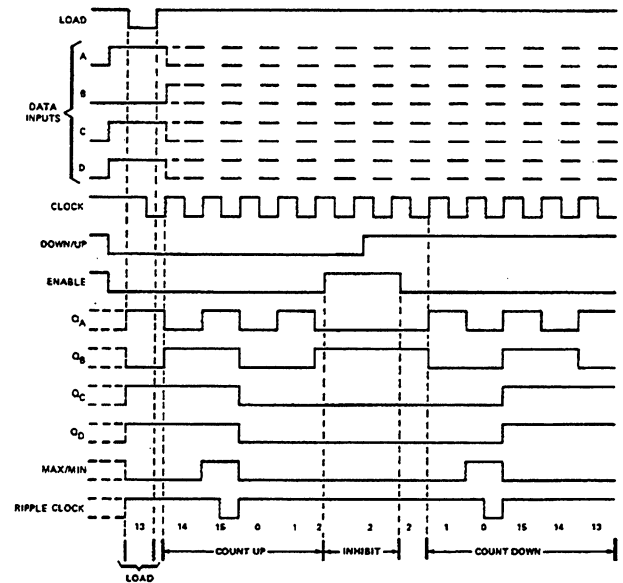 LOAD
A
B
DATA
INPUTS
C
D
CLOCK
DOWN/UP
ENABLE
QA
QB
QC
QD
MAX/MIN
RIPPLE CLOCK
13 14 15 0 1 2 2 2 1 0 15 14 13
COUNT UP INHIBIT COUNT DOWN
LOAD